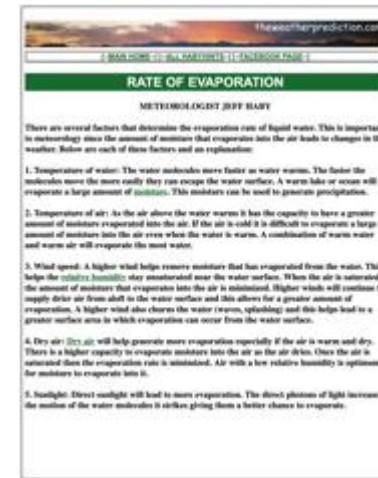 theweatherprediction.com
|| MAIN HOME || ALL HABYHINTS || FACEBOOK PAGE ||
RATE OF EVAPORATION
METEOROLOGIST JEFF HABY
There are several factors that determine the evaporation rate of liquid water. This is importan
to meteorology since the amount of moisture that evaporates into the air leads to changes in th
weather. Below are each of these factors and an explanation:
1. Temperature of water: The water molecules move faster as water warms. The faster the
molecules move the more easily they can escape the water surface. A warm lake or ocean will
evaporate a large amount of moisture. This moisture can be used to generate precipitation.
2. Temperature of air: As the air above the water warms it has the capacity to have a greater
amount of moisture evaporated into the air. If the air is cold it is difficult to evaporate a large
amount of moisture into the air even when the water is warm. A combination of warm water
and warm air will evaporate the most water.
3. Wind speed: A higher wind helps remove moisture that has evaporated from the water. This
helps the relative humidity stay unsaturated near the water surface. When the air is saturated
the amount of moisture that evaporates into the air is minimized. Higher winds will continue t
supply drier air from aloft to the water surface and this allows for a greater amount of
evaporation. A higher wind also churns the water (waves, splashing) and this helps lead to a
greater surface area in which evaporation can occur from the water surface.
4. Dry air: Dry air will help generate more evaporation especially if the air is warm and dry.
There is a higher capacity to evaporate moisture into the air as the air dries. Once the air is
saturated then the evaporation rate is minimized. Air with a low relative humidity is optimum
for moisture to evaporate into it.
5. Sunlight: Direct sunlight will lead to more evaporation. The direct photons of light increase
the motion of the water molecules it strikes giving them a better chance to evaporate.